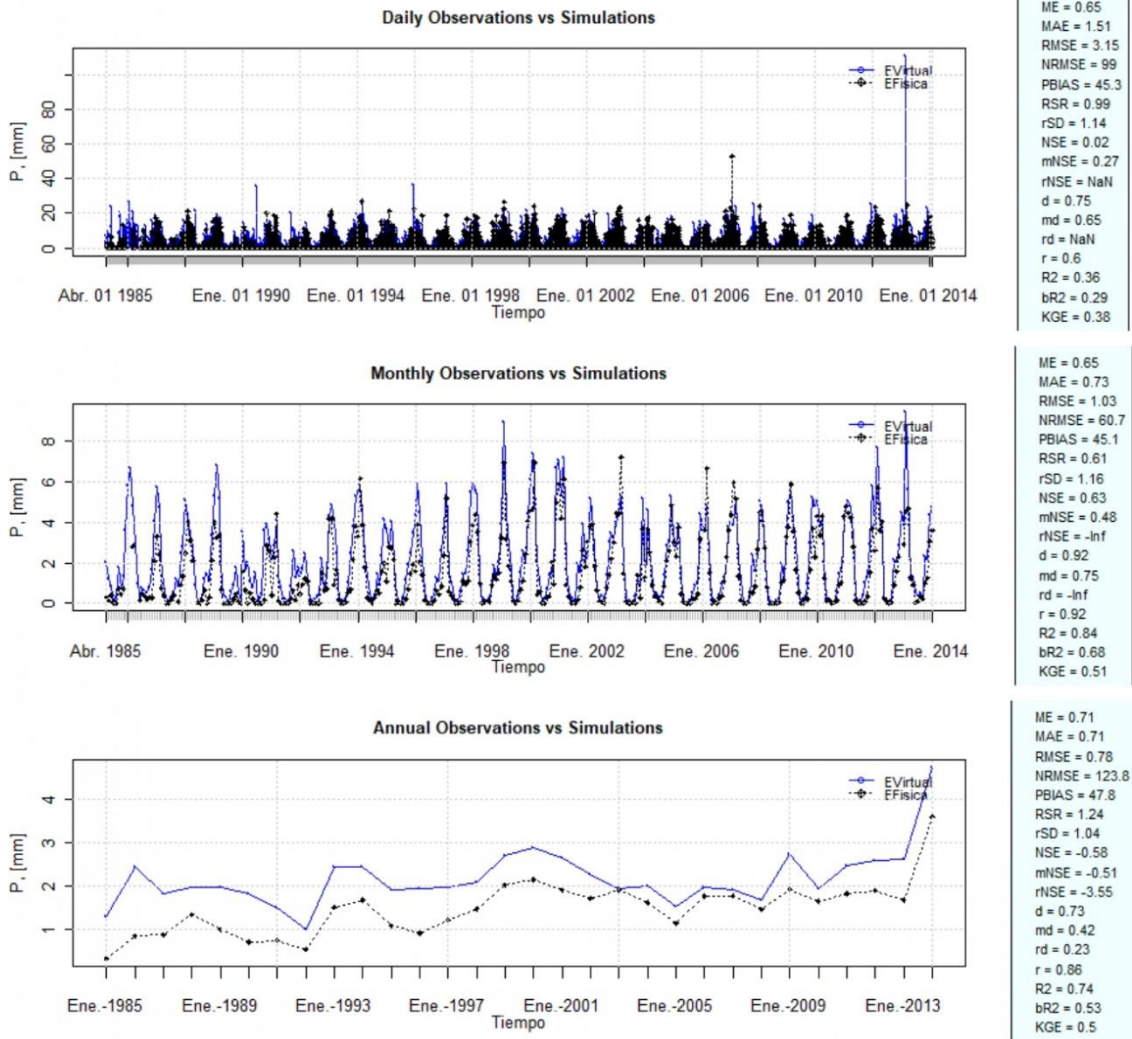 Daily Observations vs Simulations
P, [mm]
0 20 40 60 80
EVirtual
EFisica
Abr. 01 1985 Ene. 01 1990 Ene. 01 1994 Ene. 01 1998 Ene. 01 2002 Ene. 01 2006 Ene. 01 2010 Ene. 01 2014
Tiempo
ME = 0.65
MAE = 1.51
RMSE = 3.15
NRMSE = 99
PBIAS = 45.3
RSR = 0.99
rSD = 1.14
NSE = 0.02
mNSE = 0.27
rNSE = NaN
d = 0.75
md = 0.65
rd = NaN
r = 0.6
R2 = 0.36
bR2 = 0.29
KGE = 0.38
Monthly Observations vs Simulations
P, [mm]
0 2 4 6 8
EVirtual
EFisica
Abr. 1985 Ene. 1990 Ene. 1994 Ene. 1998 Ene. 2002 Ene. 2006 Ene. 2010 Ene. 2014
Tiempo
ME = 0.65
MAE = 0.73
RMSE = 1.03
NRMSE = 60.7
PBIAS = 45.1
RSR = 0.61
rSD = 1.16
NSE = 0.63
mNSE = 0.48
rNSE = -Inf
d = 0.92
md = 0.75
rd = -Inf
r = 0.92
R2 = 0.84
bR2 = 0.68
KGE = 0.51
Annual Observations vs Simulations
P, [mm]
1 2 3 4
EVirtual
EFisica
Ene.-1985 Ene.-1989 Ene.-1993 Ene.-1997 Ene.-2001 Ene.-2005 Ene.-2009 Ene.-2013
Tiempo
ME = 0.71
MAE = 0.71
RMSE = 0.78
NRMSE = 123.8
PBIAS = 47.8
RSR = 1.24
rSD = 1.04
NSE = -0.58
mNSE = -0.51
rNSE = -3.55
d = 0.73
md = 0.42
rd = 0.23
r = 0.86
R2 = 0.74
bR2 = 0.53
KGE = 0.5